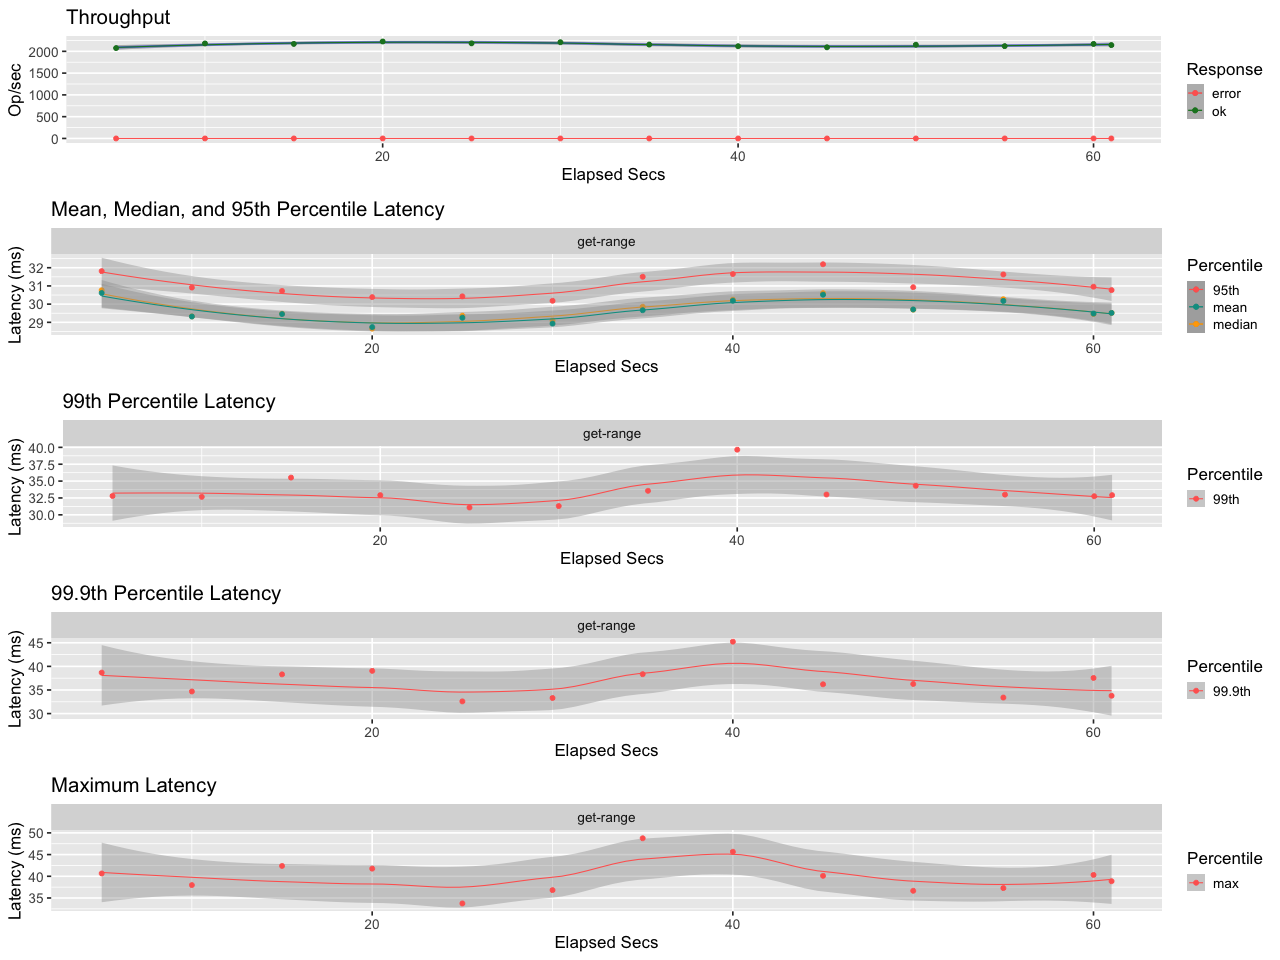 Throughput
Op/sec
2000
1500
1000
500
0
20 40 60
Elapsed Secs
Response
error
ok
Mean, Median, and 95th Percentile Latency
get-range
Latency (ms)
32
31
30
29
20 40 60
Elapsed Secs
Percentile
95th
mean
median
99th Percentile Latency
get-range
Latency (ms)
40.0
37.5
35.0
32.5
30.0
20 40 60
Elapsed Secs
Percentile
99th
99.9th Percentile Latency
get-range
Latency (ms)
45
40
35
30
20 40 60
Elapsed Secs
Percentile
99.9th
Maximum Latency
get-range
Latency (ms)
50
45
40
35
20 40 60
Elapsed Secs
Percentile
max